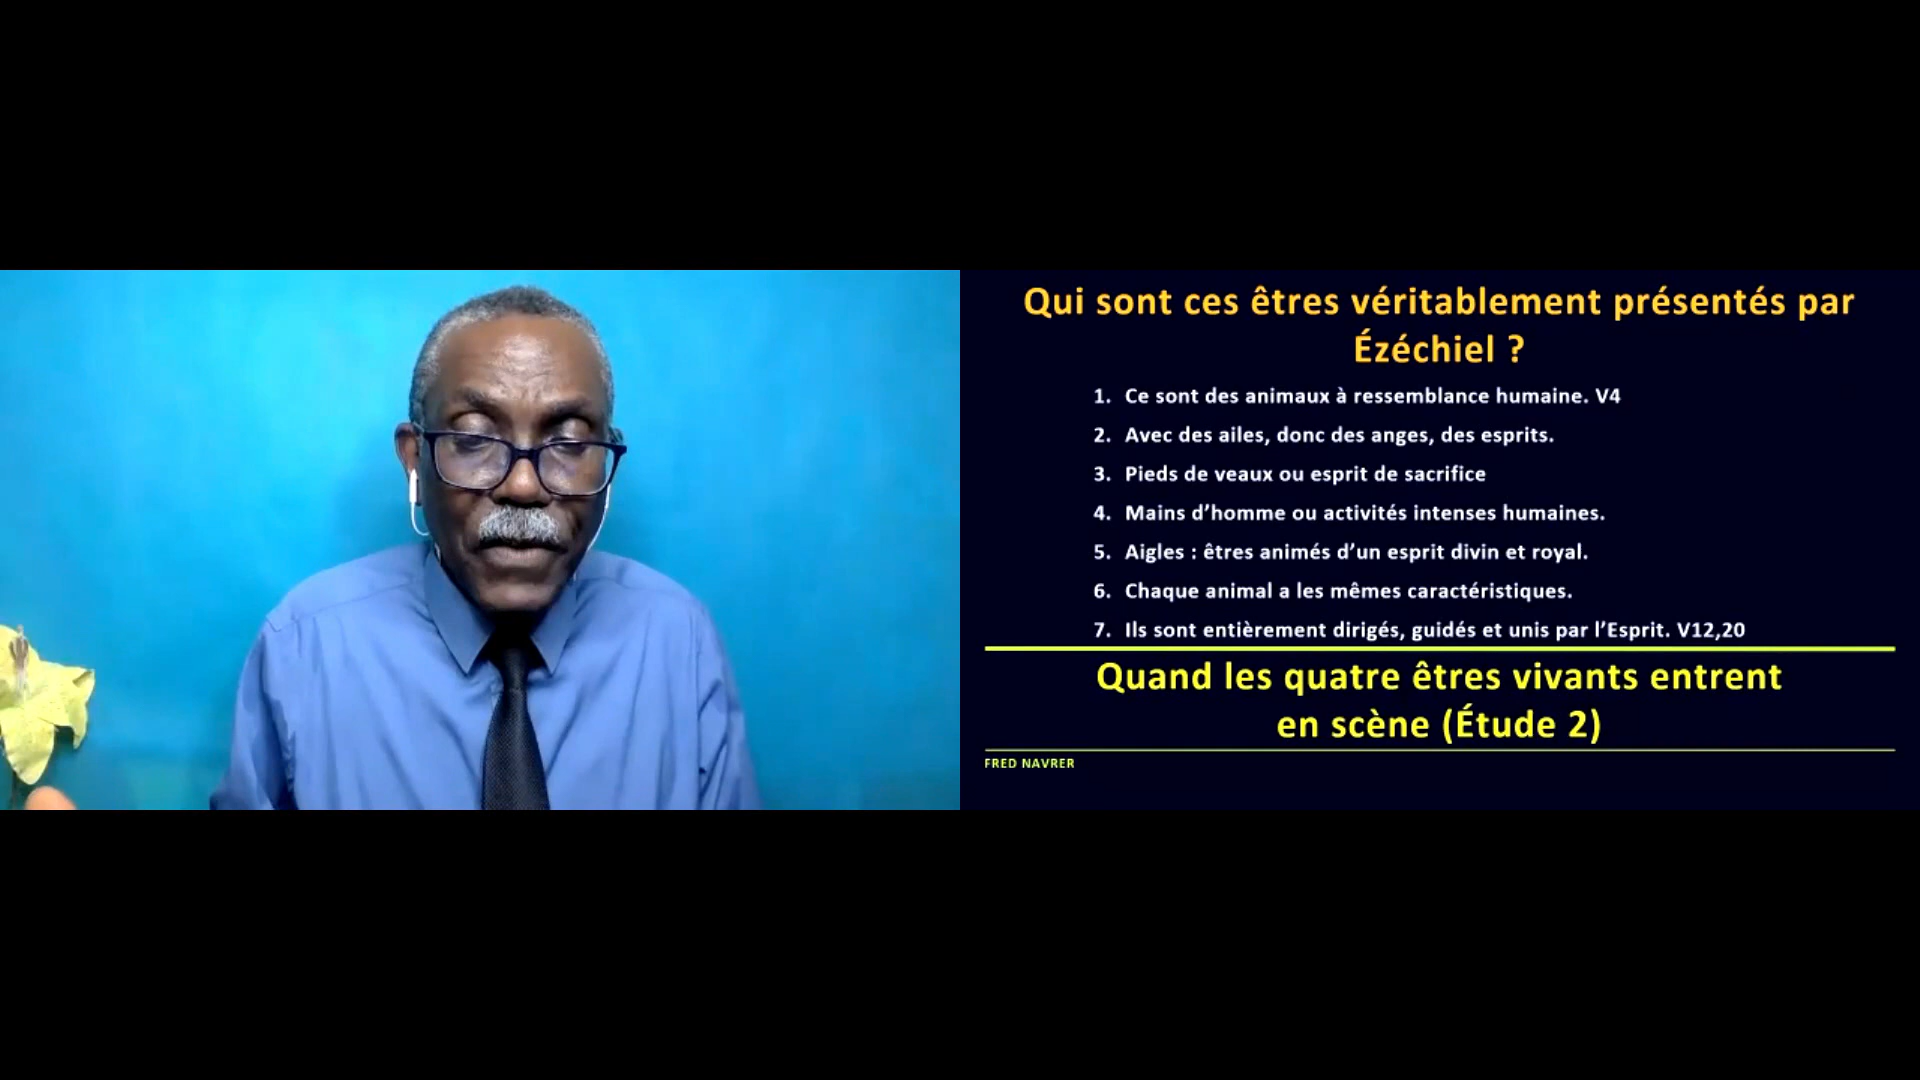 Qui sont ces êtres véritablement présentés par
Ézéchiel ?
1. Ce sont des animaux à ressemblance humaine. V4
2. Avec des ailes, donc des anges, des esprits.
3. Pieds de veaux ou esprit de sacrifice
4. Mains d’homme ou activités intenses humaines.
5. Aigles : êtres animés d’un esprit divin et royal.
6. Chaque animal a les mêmes caractéristiques.
7. Ils sont entièrement dirigés, guidés et unis par l’Esprit. V12,20
Quand les quatre êtres vivants entrent
en scène (Étude 2)
FRED NAVRER